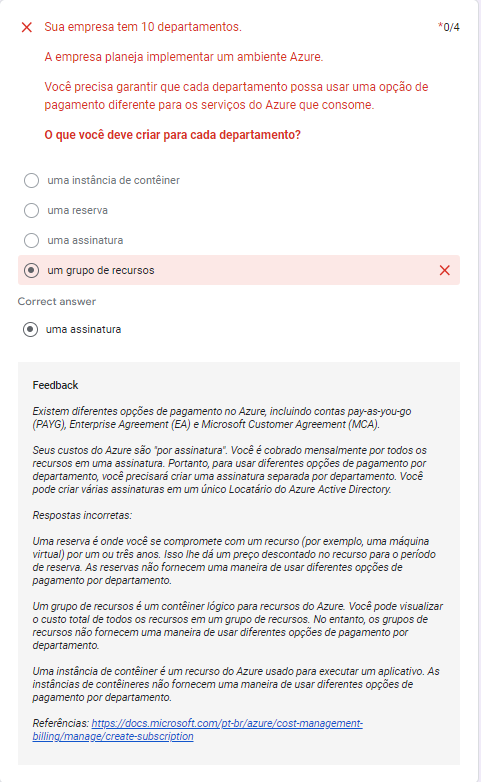 Sua empresa tem 10 departamentos.
*0/4
A empresa planeja implementar um ambiente Azure.
Você precisa garantir que cada departamento possa usar uma opção de
pagamento diferente para os serviços do Azure que consome.
O que você deve criar para cada departamento?
uma instância de contêiner
uma reserva
uma assinatura
um grupo de recursos
Correct answer
uma assinatura
Feedback
Existem diferentes opções de pagamento no Azure, incluindo contas pay-as-you-go
(PAYG), Enterprise Agreement (EA) e Microsoft Customer Agreement (MCA).
Seus custos do Azure são "por assinatura". Você é cobrado mensalmente por todos os
recursos em uma assinatura. Portanto, para usar diferentes opções de pagamento por
departamento, você precisará criar uma assinatura separada por departamento. Você
pode criar várias assinaturas em um único Locatário do Azure Active Directory.
Respostas incorretas:
Uma reserva é onde você se compromete com um recurso (por exemplo, uma máquina
virtual) por um ou três anos. Isso lhe dá um preço descontado no recurso para o período
de reserva. As reservas não fornecem uma maneira de usar diferentes opções de
pagamento por departamento.
Um grupo de recursos é um contêiner lógico para recursos do Azure. Você pode visualizar
o custo total de todos os recursos em um grupo de recursos. No entanto, os grupos de
recursos não fornecem uma maneira de usar diferentes opções de pagamento por
departamento.
Uma instância de contêiner é um recurso do Azure usado para executar um aplicativo. As
instâncias de contêineres não fornecem uma maneira de usar diferentes opções de
pagamento por departamento.
Referências: https://docs.microsoft.com/pt-br/azure/cost-management-
billing/manage/create-subscription